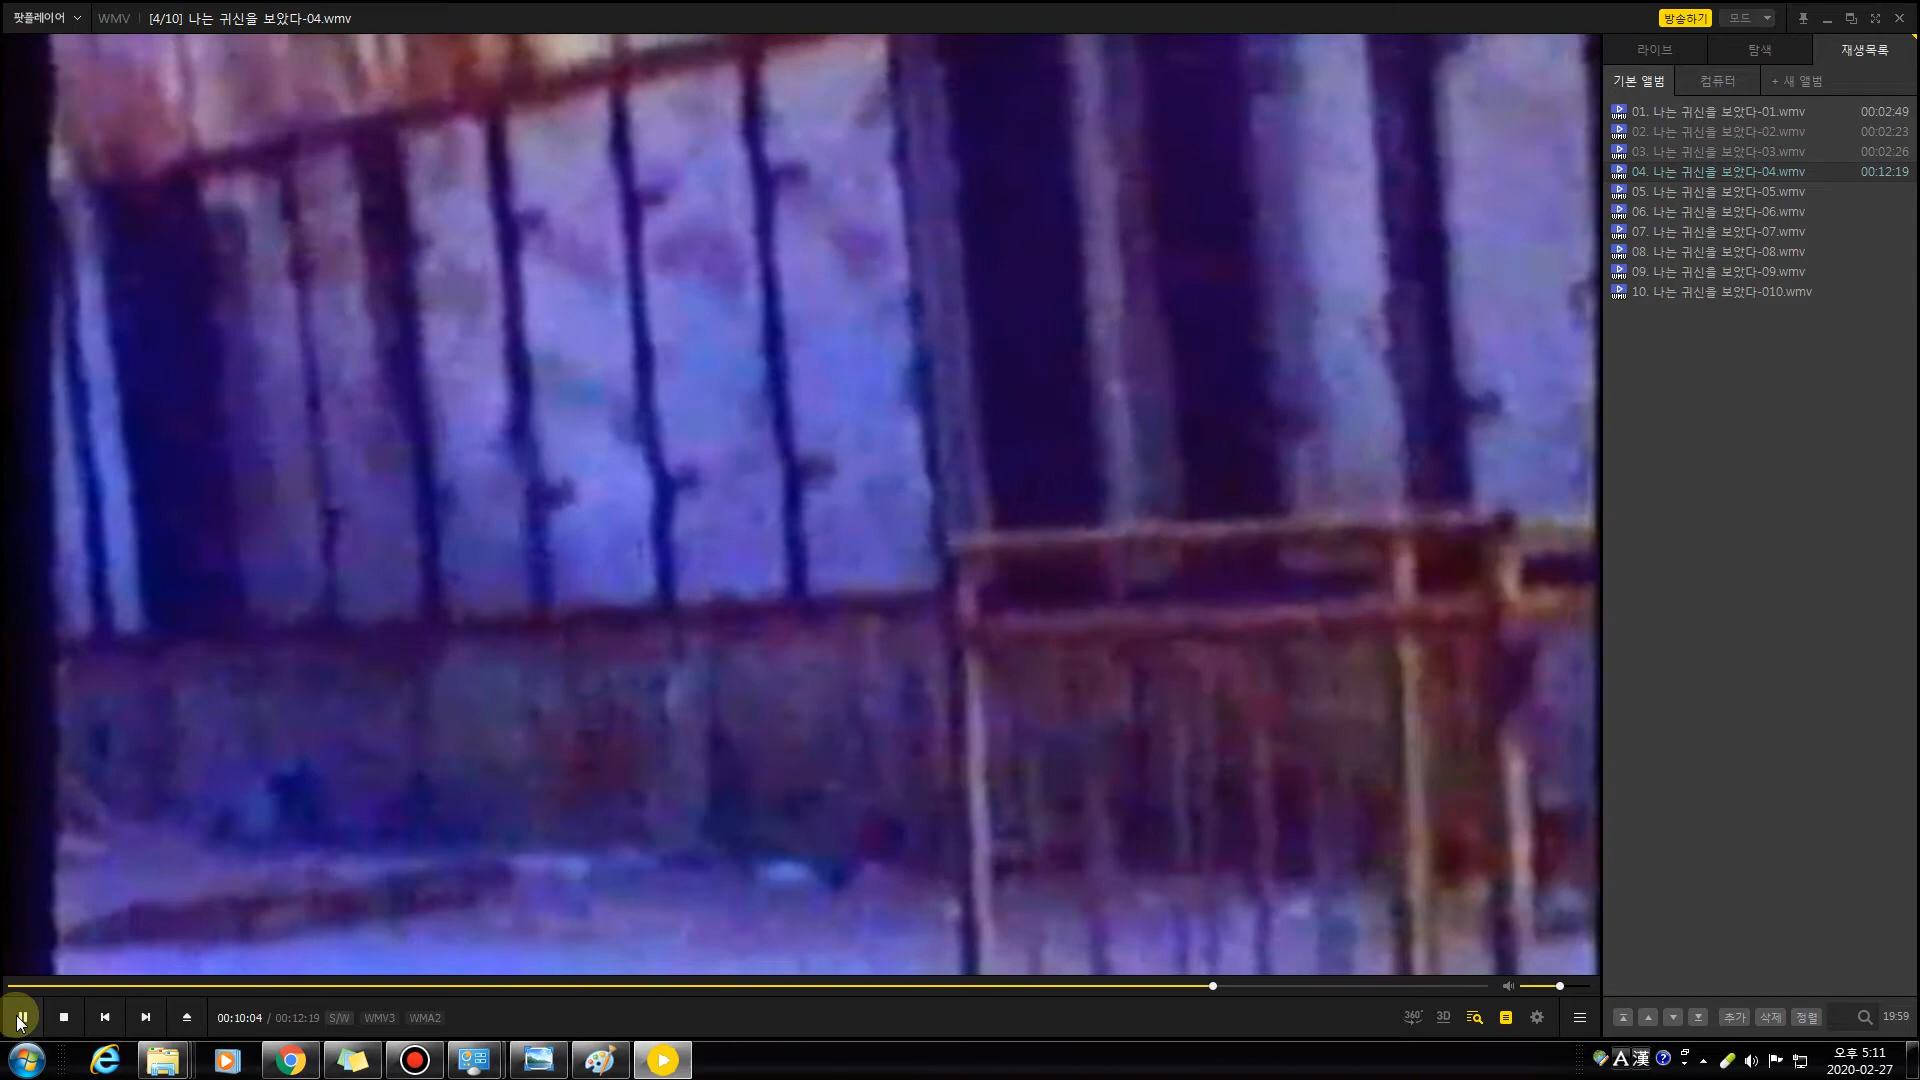 팟플레이어 WMV [4/10] 나는 귀신을 보았다-04.wmv 방송하기 모드
라이브 탐색 재생목록
기본 앨범 컴퓨터 + 새 앨범
01. 나는 귀신을 보았다-01.wmv 00:02:49
02. 나는 귀신을 보았다-02.wmv 00:02:23
03. 나는 귀신을 보았다-03.wmv 00:02:26
04. 나는 귀신을 보았다-04.wmv 00:12:19
05. 나는 귀신을 보았다-05.wmv
06. 나는 귀신을 보았다-06.wmv
07. 나는 귀신을 보았다-07.wmv
08. 나는 귀신을 보았다-08.wmv
09. 나는 귀신을 보았다-09.wmv
10. 나는 귀신을 보았다-010.wmv
00:10:04 / 00:12:19 S/W WMV3 WMA2 360° 3D 추가 삭제 정렬 19:59
A 漢 오후 5:11
2020-02-27